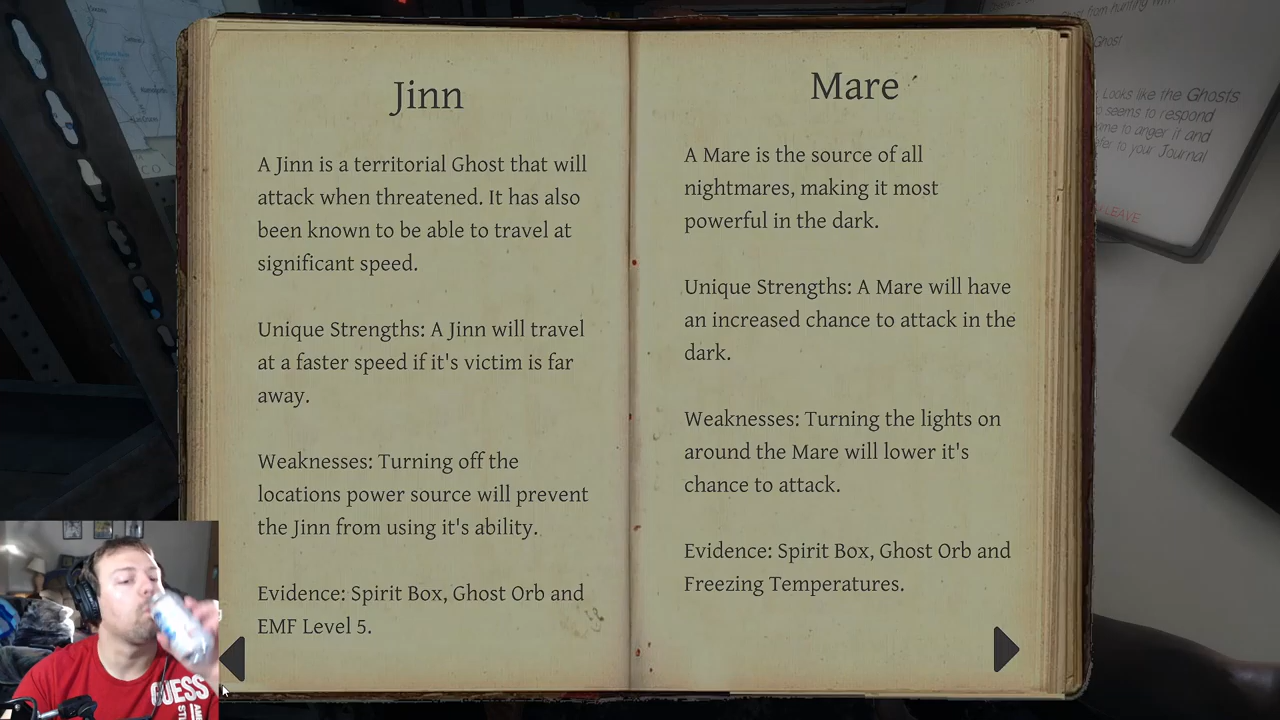 Jinn
A Jinn is a territorial Ghost that will
attack when threatened. It has also
been known to be able to travel at
significant speed.
Unique Strengths: A Jinn will travel
at a faster speed if it's victim is far
away.
Weaknesses: Turning off the
locations power source will prevent
the Jinn from using it's ability.
Evidence: Spirit Box, Ghost Orb and
EMF Level 5.
Mare
A Mare is the source of all
nightmares, making it most
powerful in the dark.
Unique Strengths: A Mare will have
an increased chance to attack in the
dark.
Weaknesses: Turning the lights on
around the Mare will lower it's
chance to attack.
Evidence: Spirit Box, Ghost Orb and
Freezing Temperatures.
from hunting
Ghost
Looks like the Ghosts
seems to respond
to anger it and
to your Journal
LEAVE
GUESS